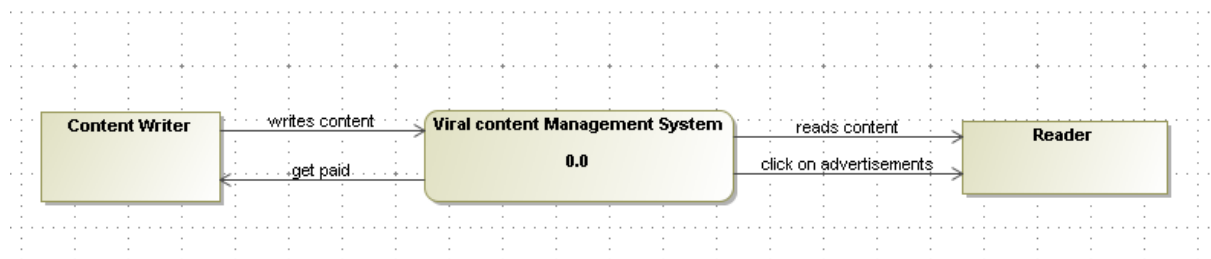 Content Writer
writes content
get paid
Viral content Management System
0.0
reads content
click on advertisements
Reader